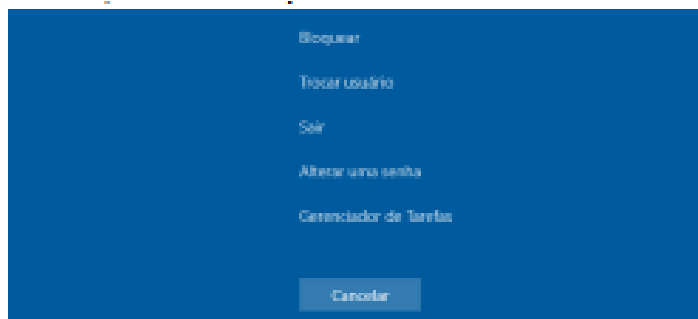 Bloquear
Trocar usuário
Sair
Alterar uma senha
Gerenciador de Tarefas
Cancelar